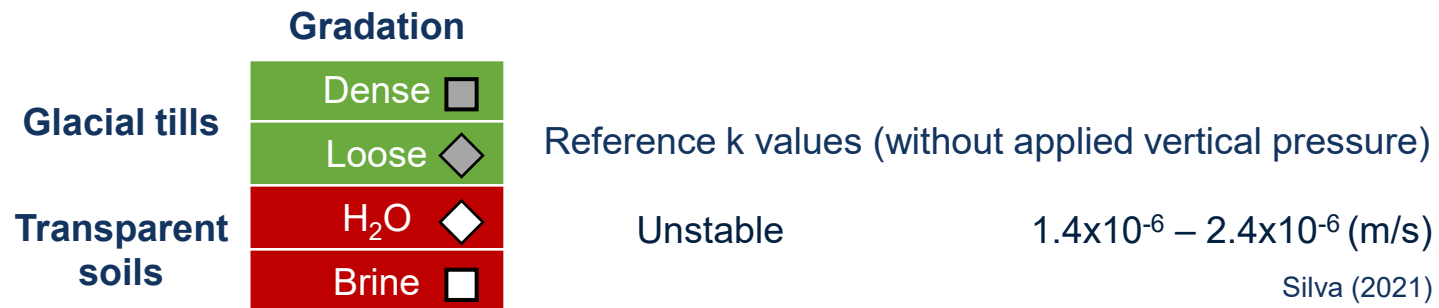 Gradation
Glacial tills
Dense
Loose
Reference k values (without applied vertical pressure)
Transparent
soils
H₂O
Brine
Unstable
1.4x10⁻⁶ – 2.4x10⁻⁶ (m/s)
Silva (2021)